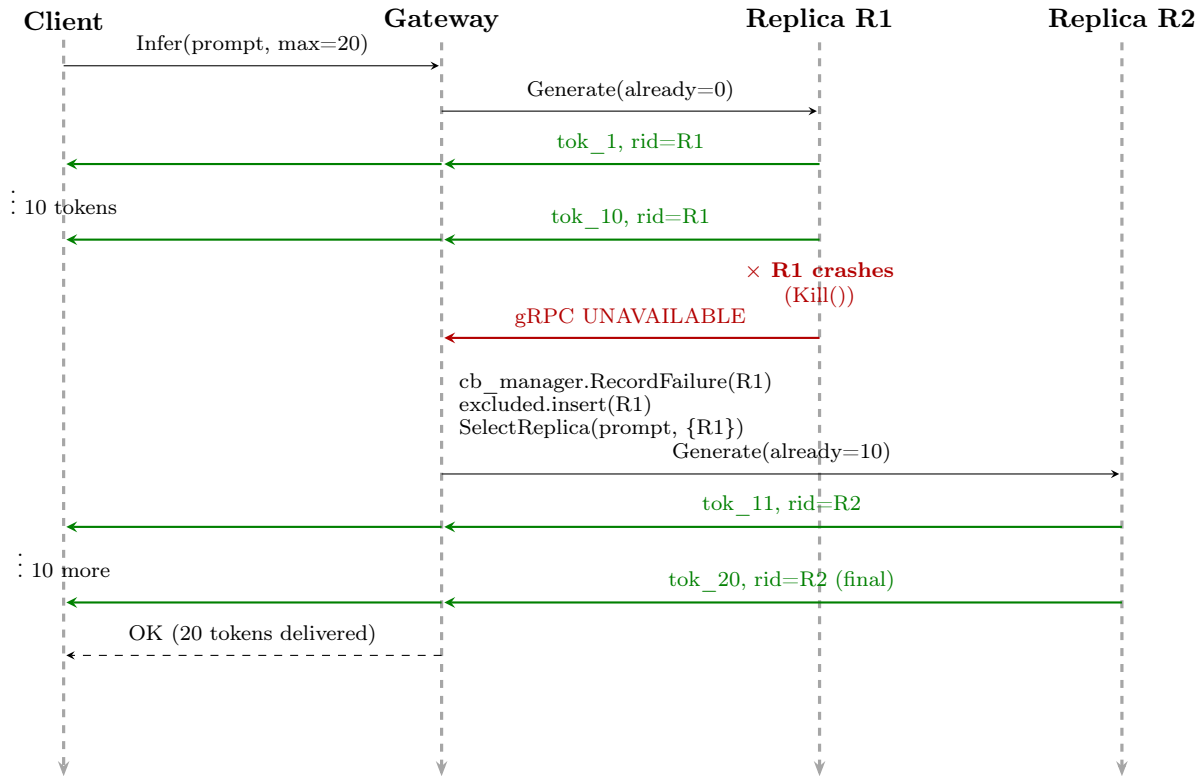 Client
Gateway
Replica R1
Replica R2
Infer(prompt, max=20)
Generate(already=0)
tok_1, rid=R1
⋮ 10 tokens
tok_10, rid=R1
× R1 crashes
(Kill())
gRPC UNAVAILABLE
cb_manager.RecordFailure(R1)
excluded.insert(R1)
SelectReplica(prompt, {R1})
Generate(already=10)
tok_11, rid=R2
⋮ 10 more
tok_20, rid=R2 (final)
OK (20 tokens delivered)